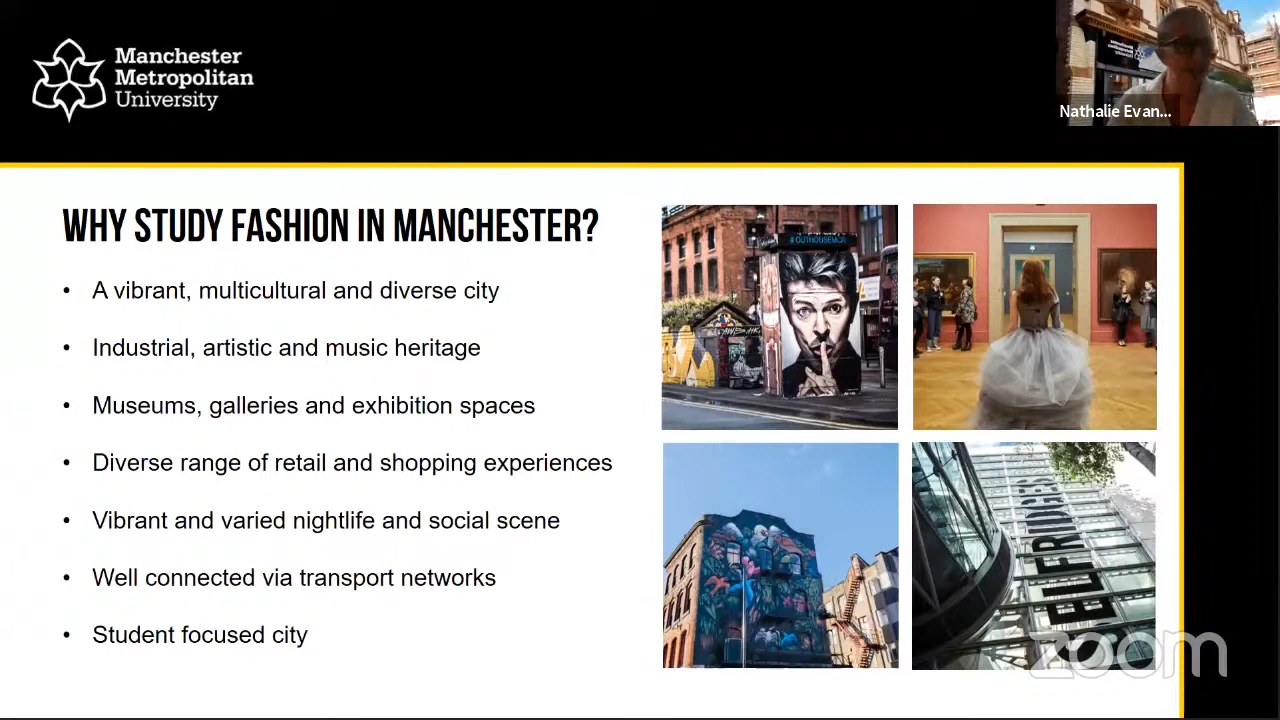 Manchester
Metropolitan
University
Nathalie Evan...
WHY STUDY FASHION IN MANCHESTER?
• A vibrant, multicultural and diverse city
• Industrial, artistic and music heritage
• Museums, galleries and exhibition spaces
• Diverse range of retail and shopping experiences
• Vibrant and varied nightlife and social scene
• Well connected via transport networks
• Student focused city
#OUTHOUSEMCR
SELFRIDGES
zoom